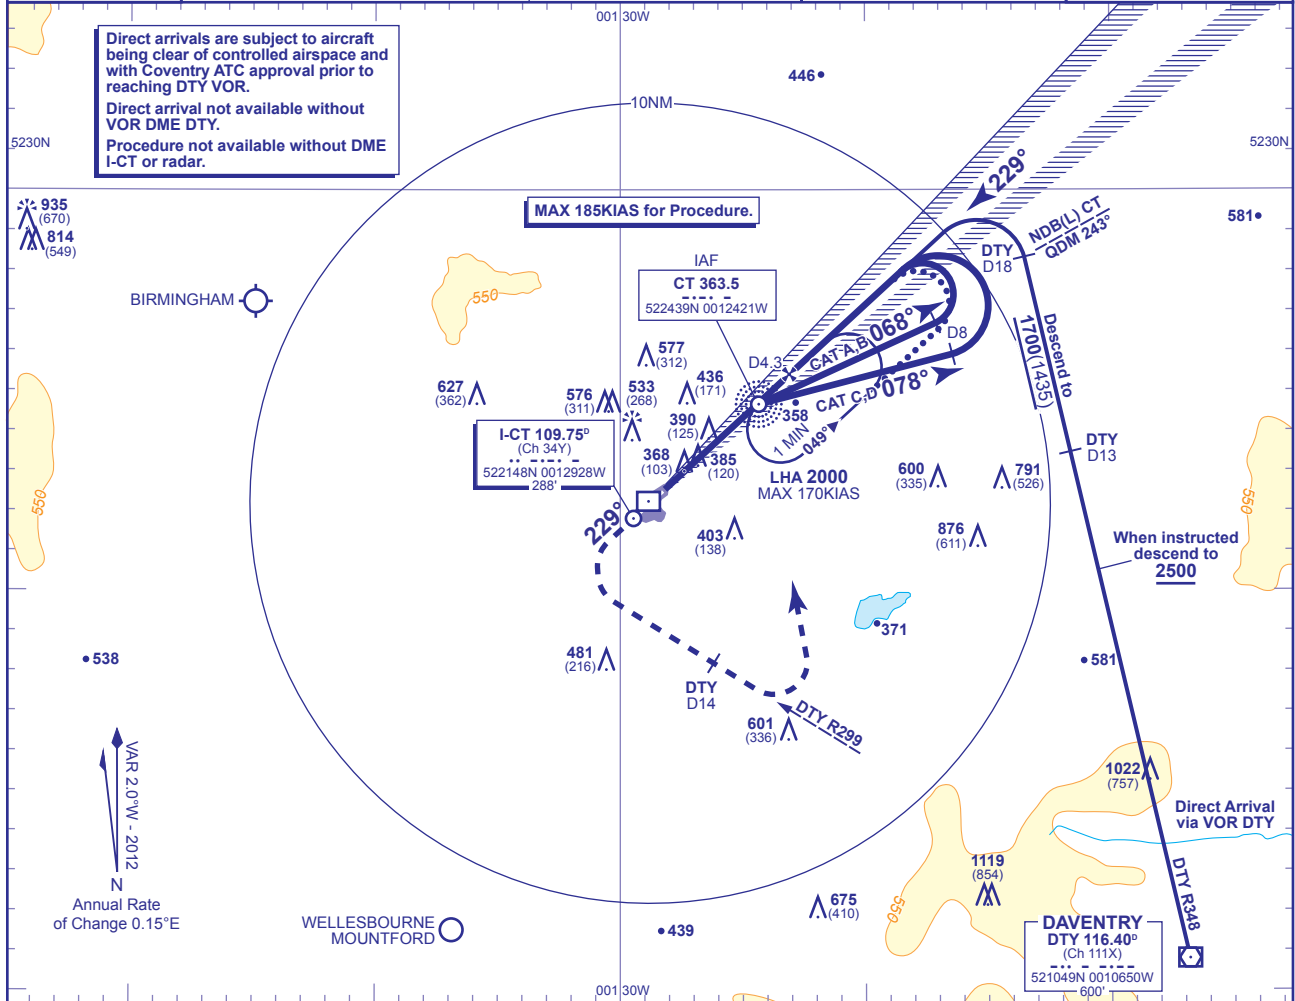 001:30W
Direct arrivals are subject to aircraft
being clear of controlled airspace and
with Coventry ATC approval prior to
reaching DTY VOR.
Direct arrival not available without
VOR DME DTY.
Procedure not available without DME
I-CT or radar.
446
10NM
5230N
5230N
229°
935
(670)
814
(549)
MAX 185KIAS for Procedure.
581
NDB(L) CT
QDM 243°
DTY
D18
IAF
CT 363.5
522439N 0012421W
BIRMINGHAM
550
068°
CAT A,B
D8
Descend to
1700(1435)
577
(312)
D4.3
078°
CAT C,D
627
(362)
576
(311)
533
(268)
436
(171)
358
390
(125)
1 MIN
049°
DTY
D13
I-CT 109.75ᴰ
(Ch 34Y)
522148N 0012928W
288'
368
(103)
385
(120)
LHA 2000
MAX 170KIAS
600
(335)
791
(526)
550
550
229°
403
(138)
876
(611)
When instructed
descend to
2500
371
538
481
(216)
581
DTY
D14
DTY R299
601
(336)
VAR 2.0°W - 2012
N
Annual Rate
of Change 0.15°E
1022
(757)
Direct Arrival
via VOR DTY
1119
(854)
DTY R348
550
675
(410)
WELLESBOURNE
MOUNTFORD
439
DAVENTRY
DTY 116.40ᴰ
(Ch 111X)
521049N 0010650W
600'
001:30W